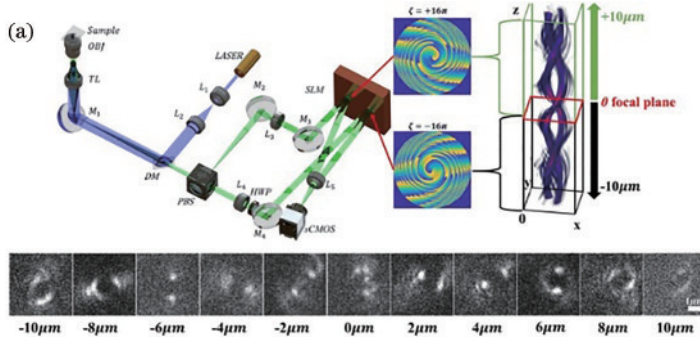 (a)
Sample
OBJ
TL
M₁
LASER
L₁
L₂
DM
PBS
M₂
L₃
M₃
SLM
L₄
HWP
M₄
L₅
sCMOS
ζ = +16π
ζ = −16π
z
y
0
x
+10μm
0 focal plane
-10μm
1μm
-10μm -8μm -6μm -4μm -2μm 0μm 2μm 4μm 6μm 8μm 10μm